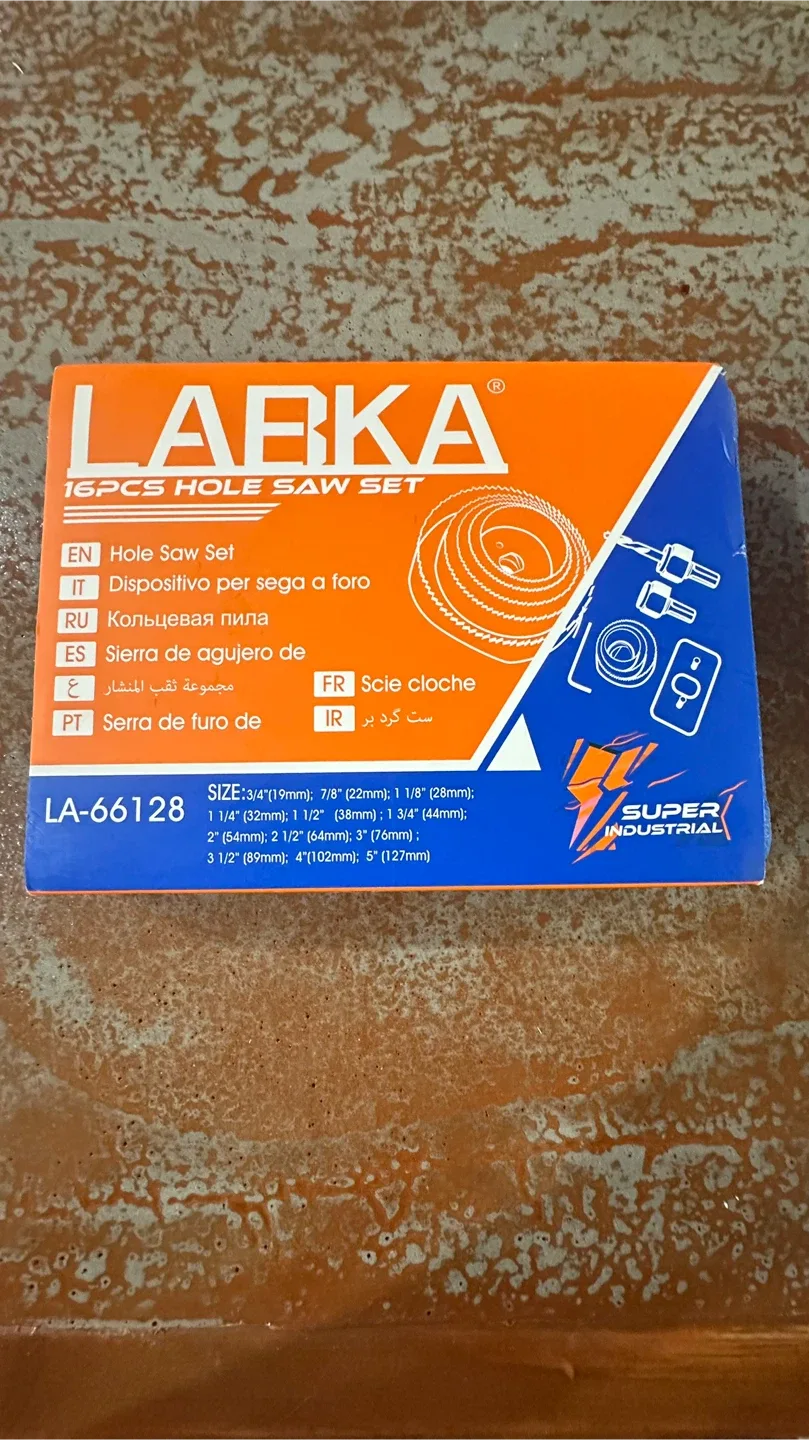 LABKA®
16PCS HOLE SAW SET
EN Hole Saw Set
IT Dispositivo per sega a foro
RU Кольцевая пила
ES Sierra de agujero de
ع مجموعة ثقب المنشار
FR Scie cloche
PT Serra de furo de
IR ست گرد بر
LA-66128
SIZE:3/4"(19mm); 7/8" (22mm); 1 1/8" (28mm);
1 1/4" (32mm); 1 1/2" (38mm) ; 1 3/4" (44mm);
2" (54mm); 2 1/2" (64mm); 3" (76mm) ;
3 1/2" (89mm); 4"(102mm); 5" (127mm)
SUPER
INDUSTRIAL